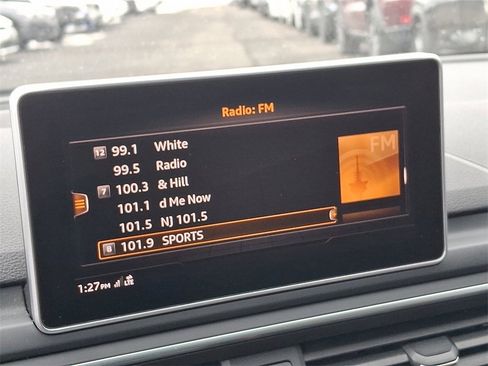 Radio: FM
12 99.1 White
99.5 Radio
7 100.3 & Hill
101.1 d Me Now
101.5 NJ 101.5
8 101.9 SPORTS
FM
1:27PM LTE